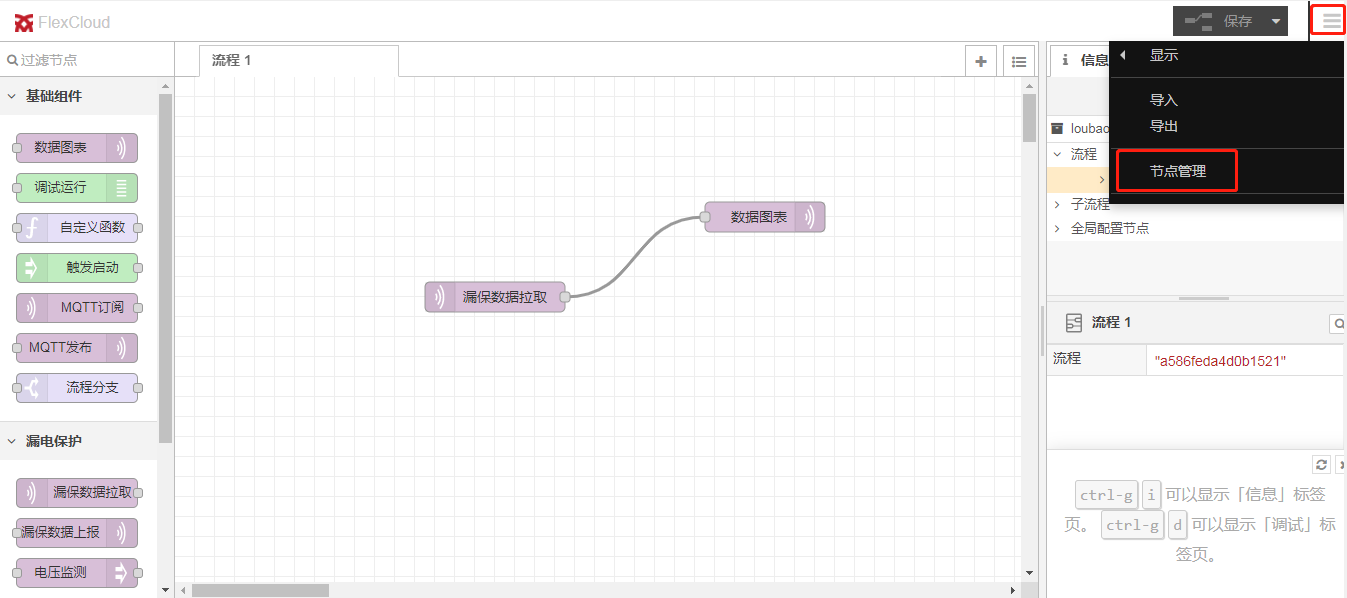 FlexCloud
保存
过滤节点
流程 1
i 信息
显示
导入
导出
节点管理
基础组件
数据图表
调试运行
自定义函数
触发启动
MQTT订阅
MQTT发布
流程分支
漏电保护
漏保数据拉取
漏保数据上报
电压监测
漏保数据拉取
数据图表
loubao
流程
子流程
全局配置节点
流程 1
流程 "a586feda4d0b1521"
ctrl-g i 可以显示「信息」标签
页。 ctrl-g d 可以显示「调试」标
签页。